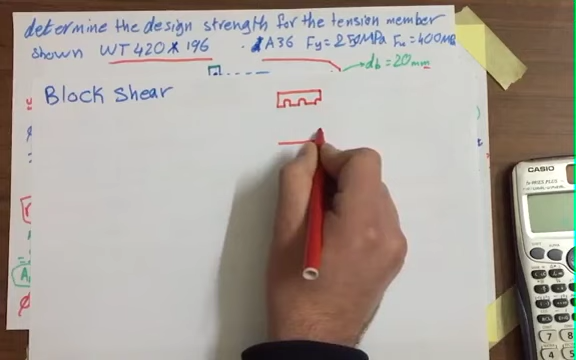 determine the design strength for the tension member
shown WT 420 x 196 . A36 Fy = 250MPa Fu = 400MPa
db = 20mm
Block Shear
CASIO